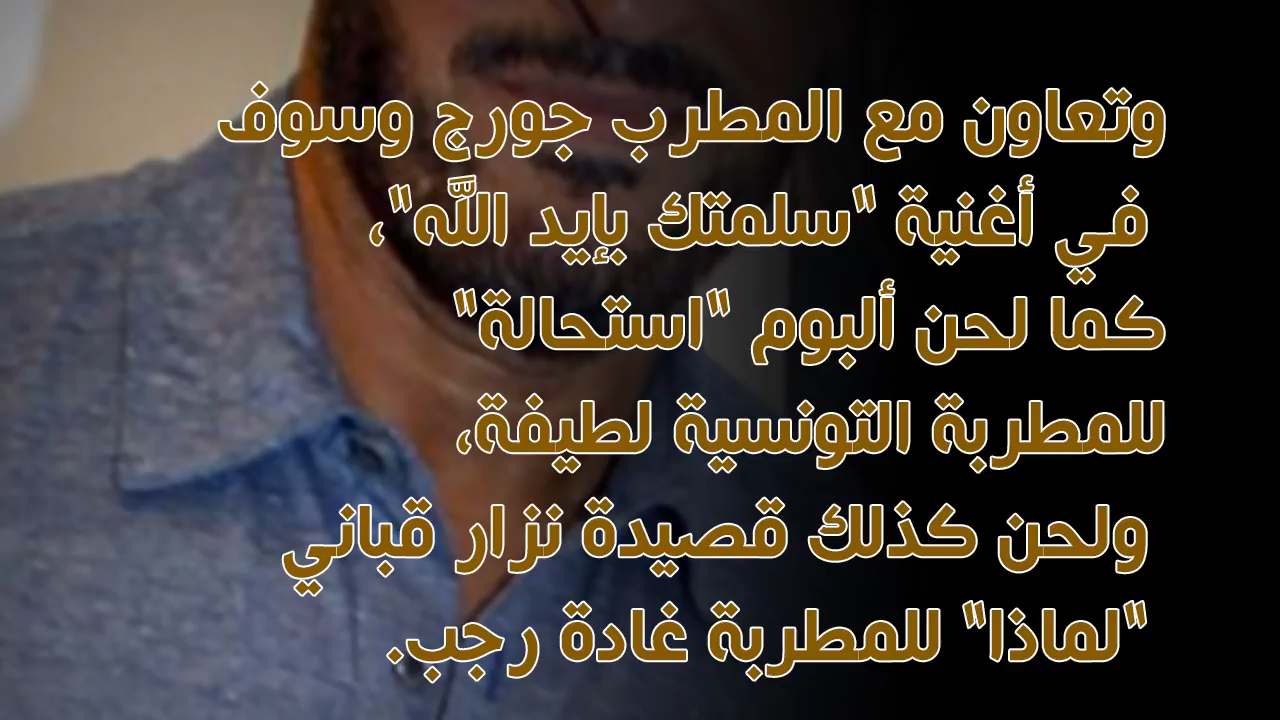 وتعاون مع المطرب جورج وسوف
في أغنية "سلمتك بإيد اللَّه"،
كما لحن ألبوم "استحالة"
للمطربة التونسية لطيفة،
ولحن كذلك قصيدة نزار قباني
"لماذا" للمطربة غادة رجب.